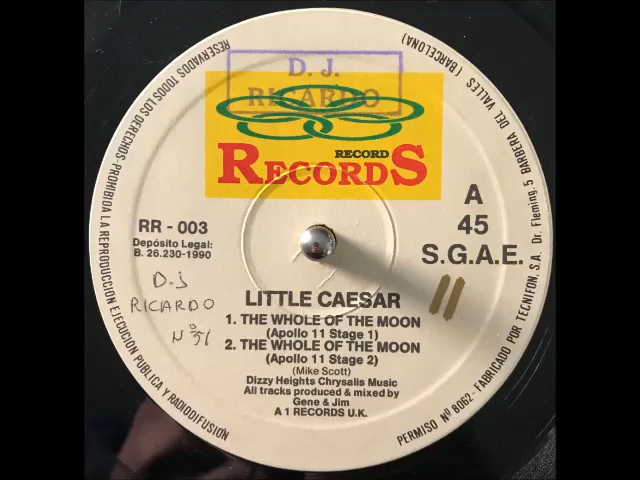 RESERVADOS TODOS LOS DERECHOS-PROHIBIDA LA REPRODUCCION EJECUCION PUBLICA Y RADIODIFUSION
D. J.
RICARDO
RECORD
RECORDS
A
45
S.G.A.E.
RR - 003
Depósito Legal:
B. 26.230-1990
D.J
RICARDO
Nº 51
II
LITTLE CAESAR
1. THE WHOLE OF THE MOON
(Apollo 11 Stage 1)
2. THE WHOLE OF THE MOON
(Apollo 11 Stage 2)
(Mike Scott)
Dizzy Heights Chrysalis Music
All tracks produced & mixed by
Gene & Jim
A 1 RECORDS U.K.
PERMISO Nº 8062-FABRICADO POR TECNIFON, S.A. Dr. Fleming, 5 BARBERA DEL VALLES (BARCELONA)